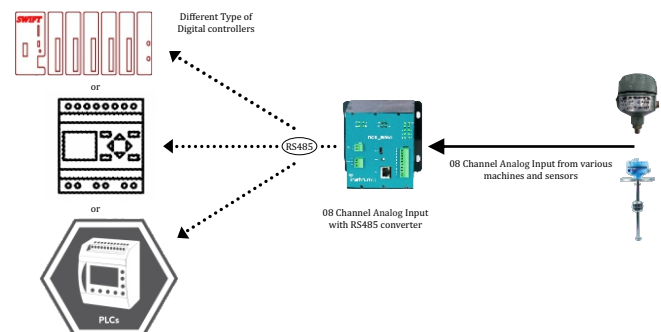 SWIFT
Different Type of
Digital controllers
or
RS485
08 Channel Analog Input from various
machines and sensors
or
08 Channel Analog Input
with RS485 converter
PLCs